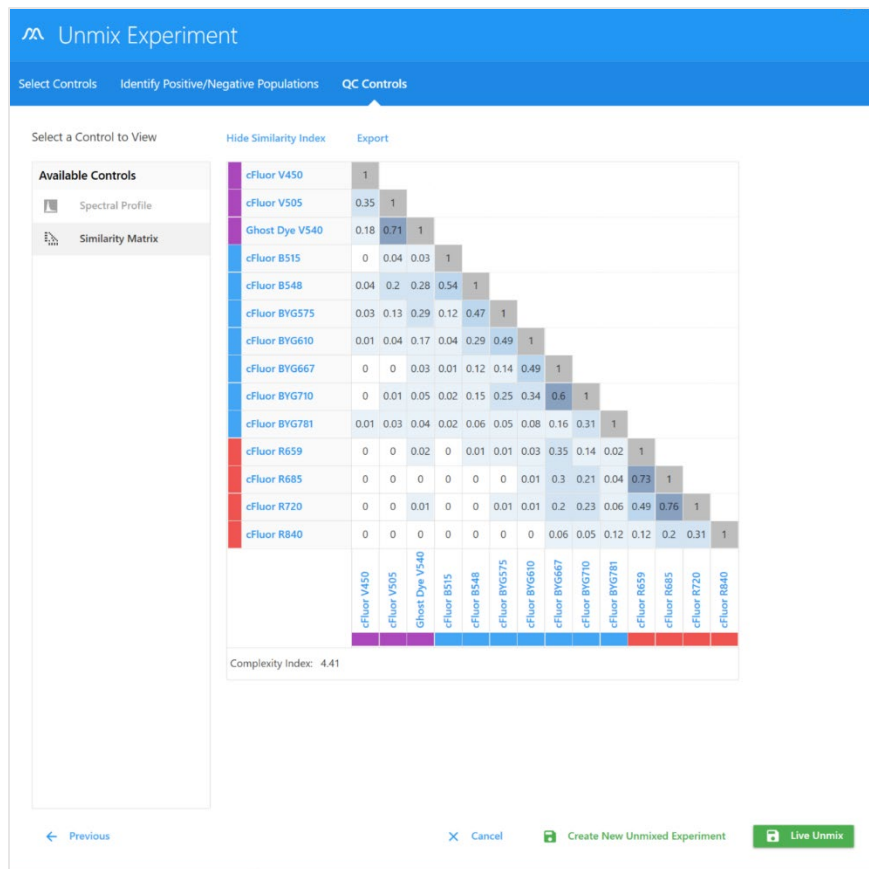 Unmix Experiment
Select Controls Identify Positive/Negative Populations QC Controls
Select a Control to View
Hide Similarity Index Export
Available Controls
Spectral Profile
Similarity Matrix
cFluor V450 1
cFluor V505 0.35 1
Ghost Dye V540 0.18 0.71 1
cFluor B515 0 0.04 0.03 1
cFluor B548 0.04 0.2 0.28 0.54 1
cFluor BYG575 0.03 0.13 0.29 0.12 0.47 1
cFluor BYG610 0.01 0.04 0.17 0.04 0.29 0.49 1
cFluor BYG667 0 0 0.03 0.01 0.12 0.14 0.49 1
cFluor BYG710 0 0.01 0.05 0.02 0.15 0.25 0.34 0.6 1
cFluor BYG781 0.01 0.03 0.04 0.02 0.06 0.05 0.08 0.16 0.31 1
cFluor R659 0 0 0.02 0 0.01 0.01 0.03 0.35 0.14 0.02 1
cFluor R685 0 0 0 0 0 0 0.01 0.3 0.21 0.04 0.73 1
cFluor R720 0 0 0.01 0 0 0.01 0.01 0.2 0.23 0.06 0.49 0.76 1
cFluor R840 0 0 0 0 0 0 0 0.06 0.05 0.12 0.12 0.2 0.31 1
cFluor V450
cFluor V505
Ghost Dye V540
cFluor B515
cFluor B548
cFluor BYG575
cFluor BYG610
cFluor BYG667
cFluor BYG710
cFluor BYG781
cFluor R659
cFluor R685
cFluor R720
cFluor R840
Complexity Index: 4.41
Previous Cancel Create New Unmixed Experiment Live Unmix